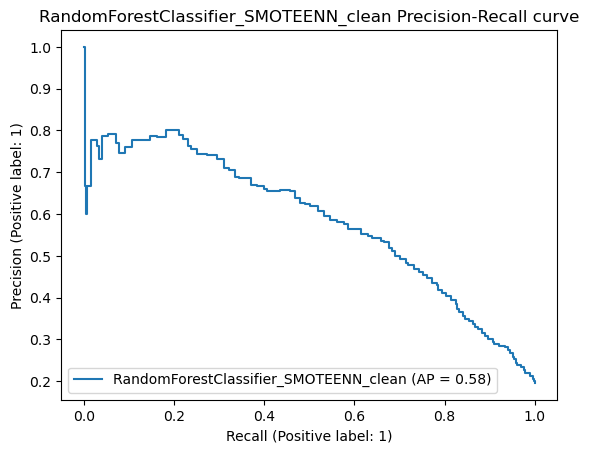 RandomForestClassifier_SMOTEENN_clean Precision-Recall curve
1.0
0.9
0.8
0.7
0.6
0.5
0.4
0.3
0.2
Precision (Positive label: 1)
RandomForestClassifier_SMOTEENN_clean (AP = 0.58)
0.0 0.2 0.4 0.6 0.8 1.0
Recall (Positive label: 1)